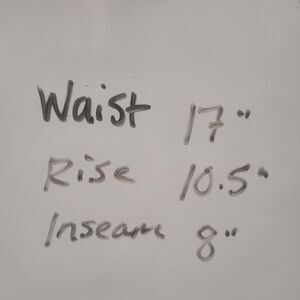 Waist 17"
Rise 10.5"
Inseam 8"